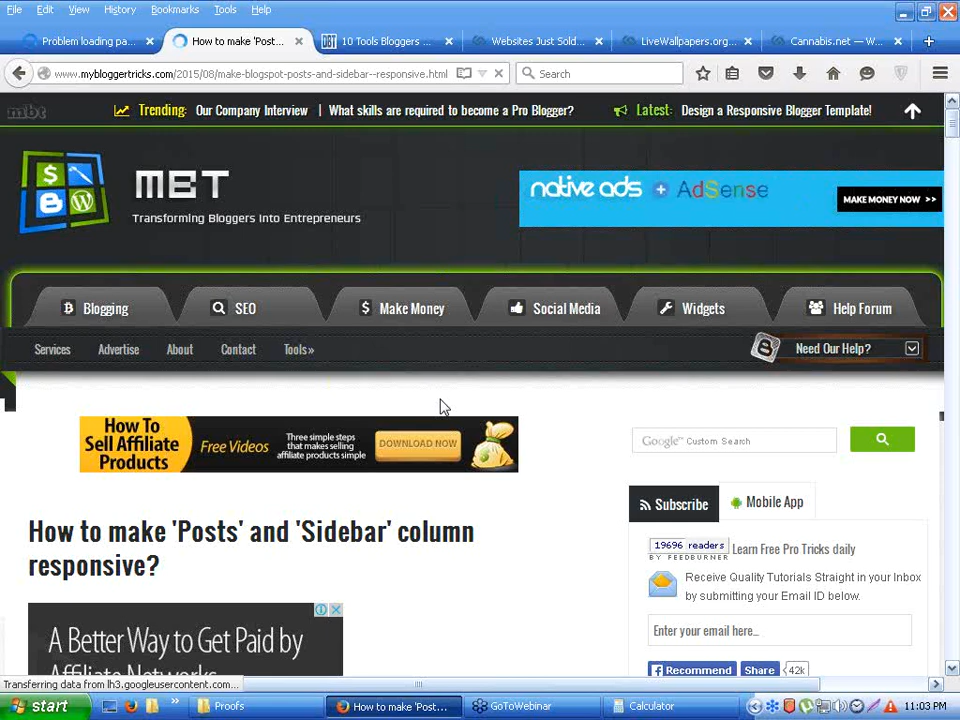 File Edit View History Bookmarks Tools Help
Problem loading pa...
How to make 'Post...
10 Tools Bloggers ...
Websites Just Sold...
LiveWallpapers.org...
Cannabis.net — W...
www.mybloggertricks.com/2015/08/make-blogspot-posts-and-sidebar--responsive.html
Search
mbt
Trending: Our Company Interview | What skills are required to become a Pro Blogger?
Latest: Design a Responsive Blogger Template!
MBT
Transforming Bloggers Into Entrepreneurs
native ads + AdSense
MAKE MONEY NOW >>
Blogging
SEO
Make Money
Social Media
Widgets
Help Forum
Services Advertise About Contact Tools»
Need Our Help?
How To
Sell Affiliate
Products
Free Videos
Three simple steps
that makes selling
affiliate products simple
DOWNLOAD NOW
Google™ Custom Search
How to make 'Posts' and 'Sidebar' column
responsive?
Subscribe
Mobile App
19696 readers
BY FEEDBURNER
Learn Free Pro Tricks daily
Receive Quality Tutorials Straight in your Inbox
by submitting your Email ID below.
Enter your email here...
Recommend Share 42k
A Better Way to Get Paid by
Affiliate Networks
Transferring data from lh3.googleusercontent.com...
start
Proofs
How to make 'Post...
GoToWebinar
Calculator
11:03 PM